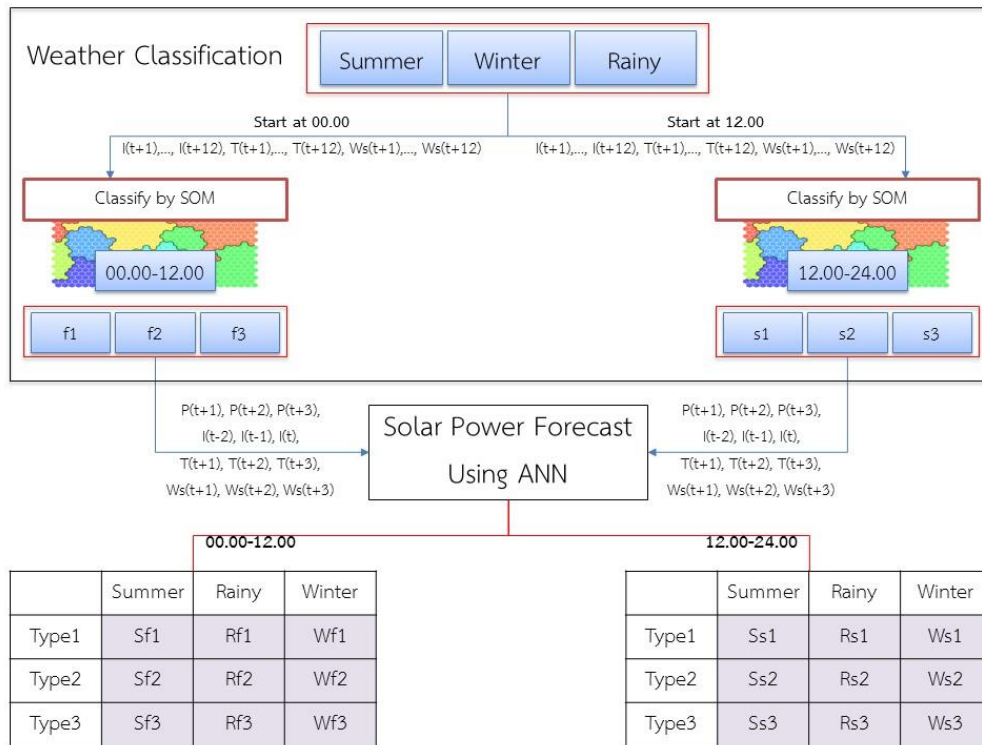 Weather Classification
Summer Winter Rainy
Start at 00.00
I(t+1),..., I(t+12), T(t+1),..., T(t+12), Ws(t+1),..., Ws(t+12)
Start at 12.00
I(t+1),..., I(t+12), T(t+1),..., T(t+12), Ws(t+1),..., Ws(t+12)
Classify by SOM
00.00-12.00
f1 f2 f3
Classify by SOM
12.00-24.00
s1 s2 s3
P(t+1), P(t+2), P(t+3),
I(t-2), I(t-1), I(t),
T(t+1), T(t+2), T(t+3),
Ws(t+1), Ws(t+2), Ws(t+3)
Solar Power Forecast
Using ANN
P(t+1), P(t+2), P(t+3),
I(t-2), I(t-1), I(t),
T(t+1), T(t+2), T(t+3),
Ws(t+1), Ws(t+2), Ws(t+3)
00.00-12.00
Summer Rainy Winter
Type1 Sf1 Rf1 Wf1
Type2 Sf2 Rf2 Wf2
Type3 Sf3 Rf3 Wf3
12.00-24.00
Summer Rainy Winter
Type1 Ss1 Rs1 Ws1
Type2 Ss2 Rs2 Ws2
Type3 Ss3 Rs3 Ws3